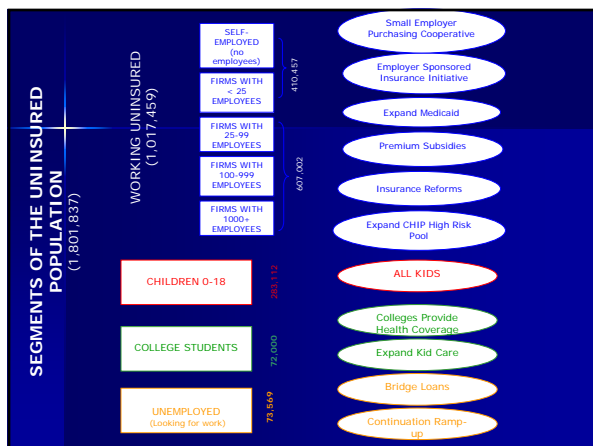 SEGMENTS OF THE UNINSURED
POPULATION
(1,801,837)
WORKING UNINSURED
(1,017,459)
SELF-
EMPLOYED
(no
employees)
FIRMS WITH
< 25
EMPLOYEES
410,457
FIRMS WITH
25-99
EMPLOYEES
FIRMS WITH
100-999
EMPLOYEES
FIRMS WITH
1000+
EMPLOYEES
607,002
Small Employer
Purchasing Cooperative
Employer Sponsored
Insurance Initiative
Expand Medicaid
Premium Subsidies
Insurance Reforms
Expand CHIP High Risk
Pool
CHILDREN 0-18
283,112
ALL KIDS
COLLEGE STUDENTS
72,000
Colleges Provide
Health Coverage
Expand Kid Care
UNEMPLOYED
(Looking for work)
73,569
Bridge Loans
Continuation Ramp-
up